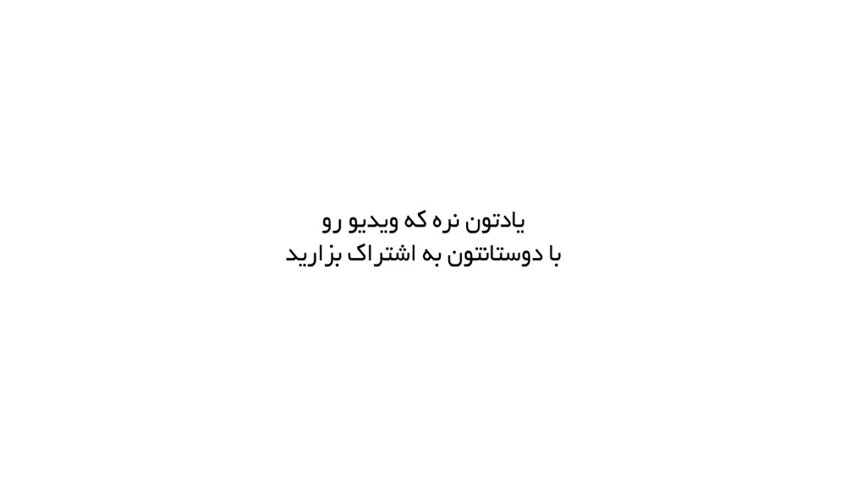 یادتون نره که ویدیو رو
با دوستانتون به اشتراک بزارید